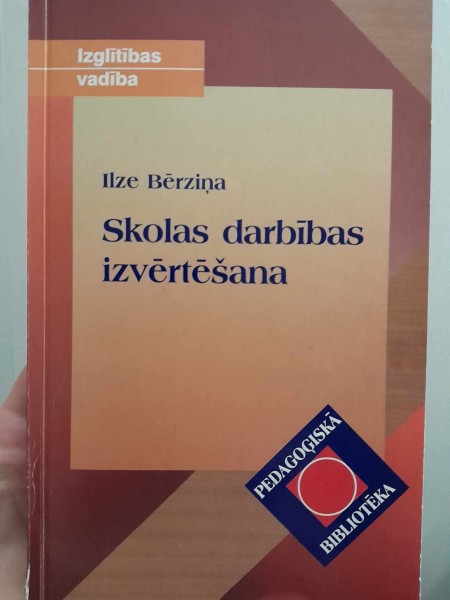 Izglītības
vadība
Ilze Bērziņa
Skolas darbības
izvērtēšana
PEDAGOĢISKĀ
BIBLIOTĒKA